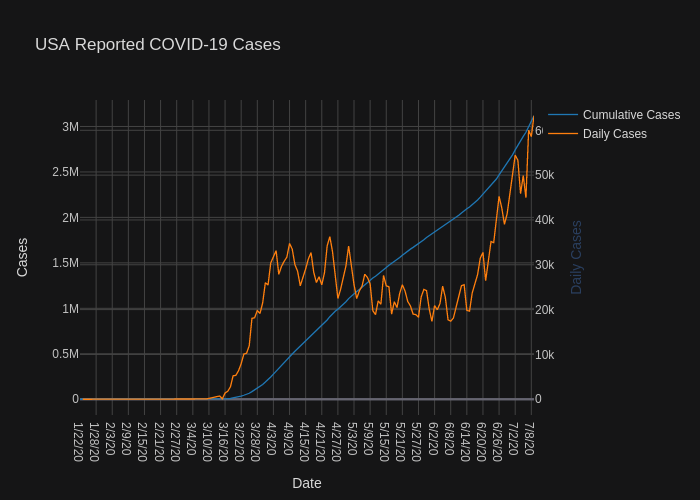 USA Reported COVID-19 Cases
Cumulative Cases
Daily Cases
3M
2.5M
2M
1.5M
1M
0.5M
0
Cases
50k
40k
30k
20k
10k
0
Daily Cases
1/22/20
1/28/20
2/3/20
2/9/20
2/15/20
2/21/20
2/27/20
3/4/20
3/10/20
3/16/20
3/22/20
3/28/20
4/3/20
4/9/20
4/15/20
4/21/20
4/27/20
5/3/20
5/9/20
5/15/20
5/21/20
5/27/20
6/2/20
6/8/20
6/14/20
6/20/20
6/26/20
7/2/20
7/8/20
Date